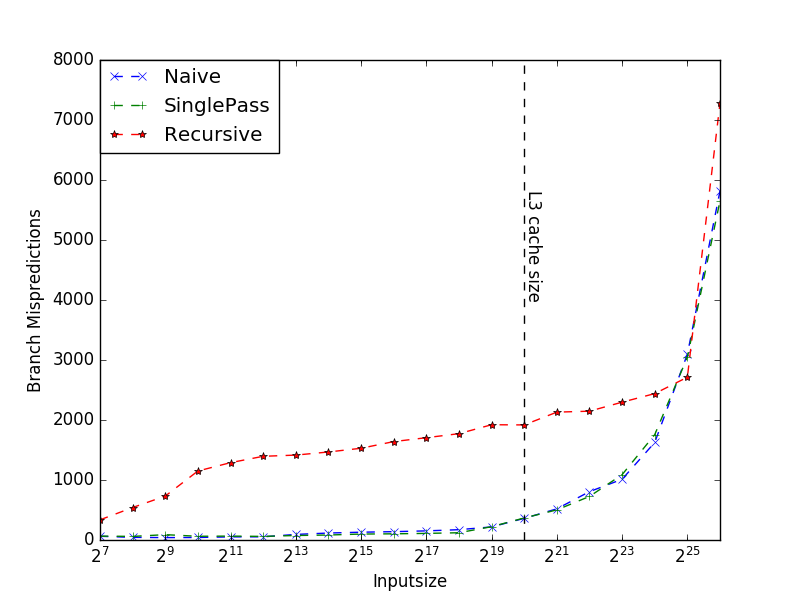 8000
7000
6000
5000
4000
3000
2000
1000
0
Branch Mispredictions
Naive
SinglePass
Recursive
L3 cache size
2^7 2^9 2^11 2^13 2^15 2^17 2^19 2^21 2^23 2^25
Inputsize